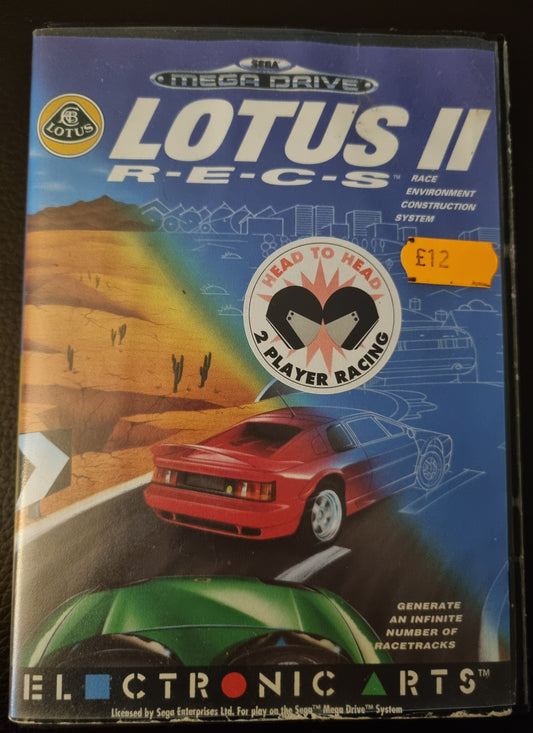 SEGA
MEGA DRIVE
LOTUS
LOTUS II
R-E-C-S™
RACE
ENVIRONMENT
CONSTRUCTION
SYSTEM
£12
HEAD TO HEAD
2 PLAYER RACING
GENERATE
AN INFINITE
NUMBER OF
RACETRACKS
ELECTRONIC ARTS™
Licensed by Sega Enterprises Ltd. For play on the Sega™ Mega Drive™ System